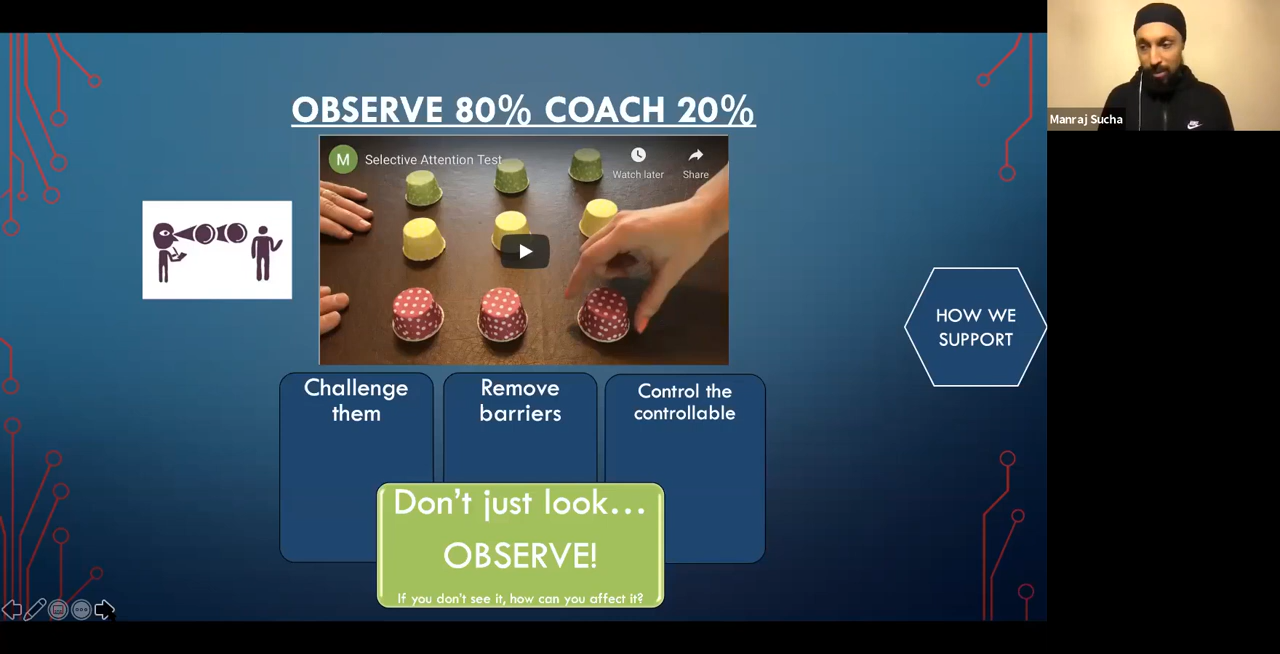 OBSERVE 80% COACH 20%
M
Selective Attention Test
Watch later
Share
Manraj Sucha
HOW WE
SUPPORT
Challenge
them
Remove
barriers
Control the
controllable
Don't just look...
OBSERVE!
If you don't see it, how can you affect it?